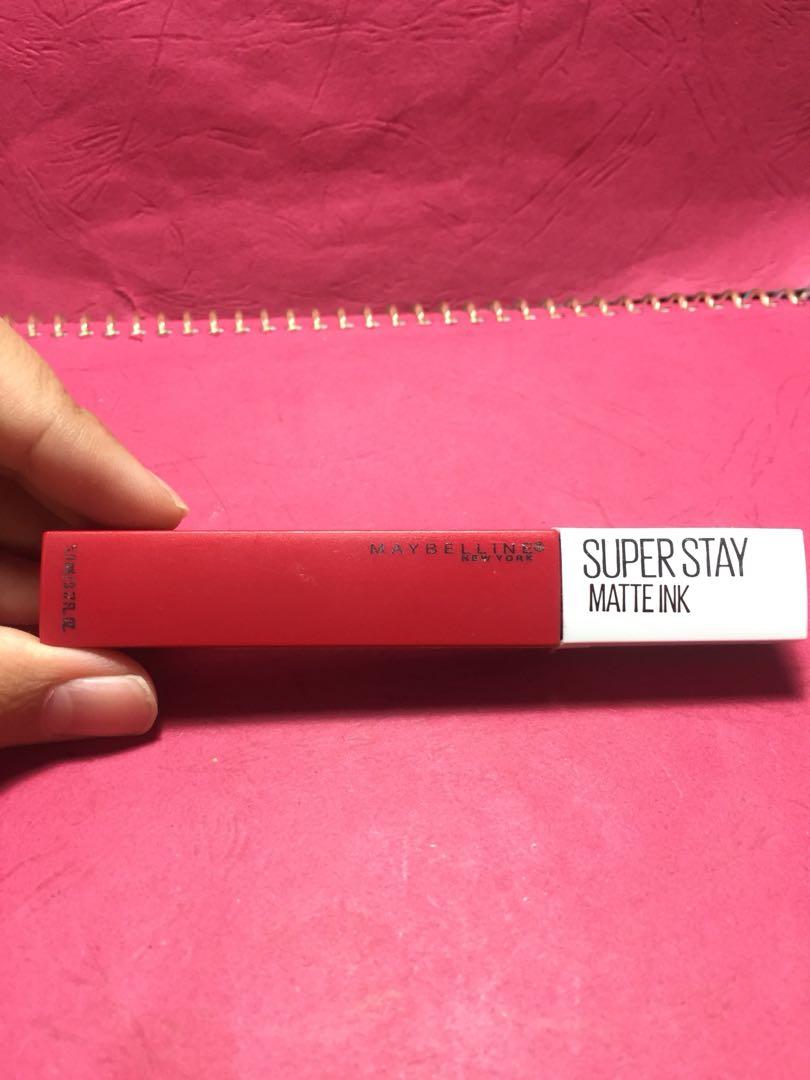 MAYBELLINE
NEW YORK
SUPER STAY
MATTE INK